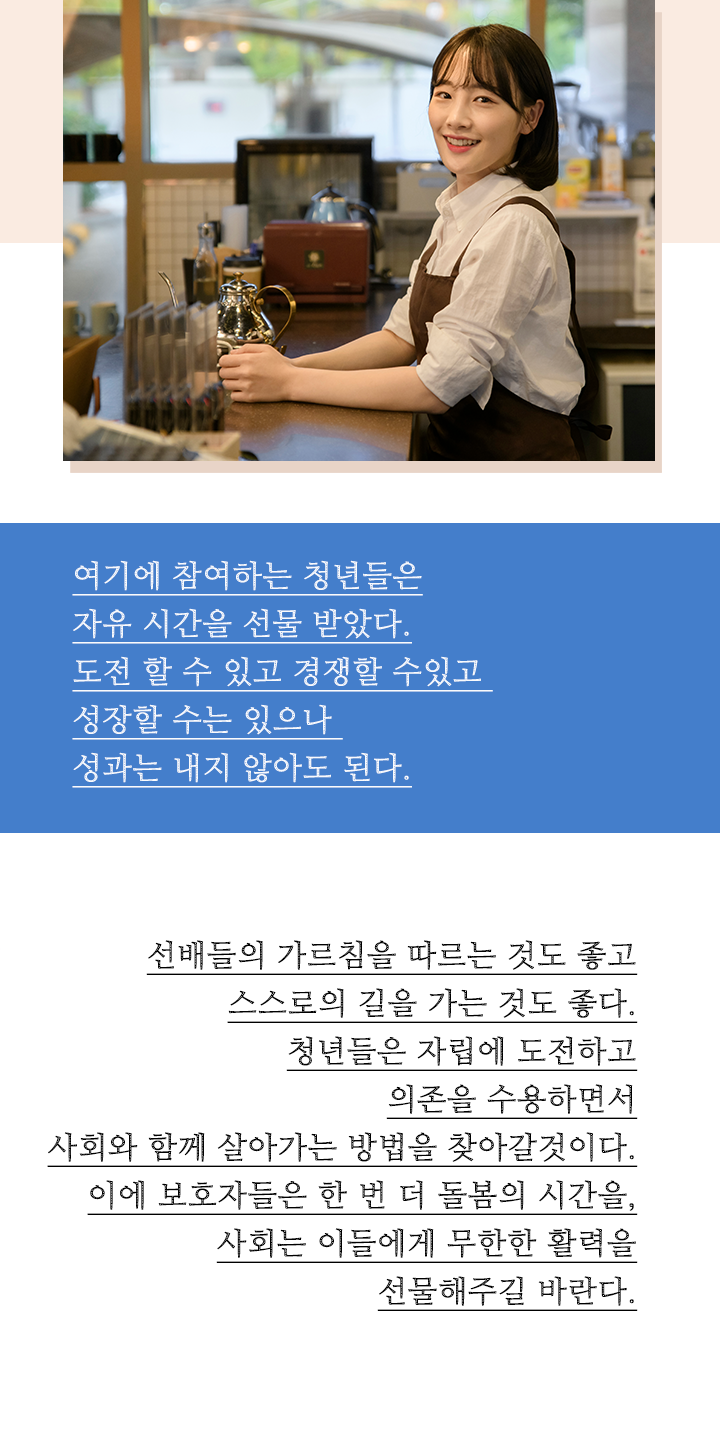 여기에 참여하는 청년들은
자유 시간을 선물 받았다.
도전 할 수 있고 경쟁할 수있고
성장할 수는 있으나
성과는 내지 않아도 된다.
선배들의 가르침을 따르는 것도 좋고
스스로의 길을 가는 것도 좋다.
청년들은 자립에 도전하고
의존을 수용하면서
사회와 함께 살아가는 방법을 찾아갈것이다.
이에 보호자들은 한 번 더 돌봄의 시간을,
사회는 이들에게 무한한 활력을
선물해주길 바란다.